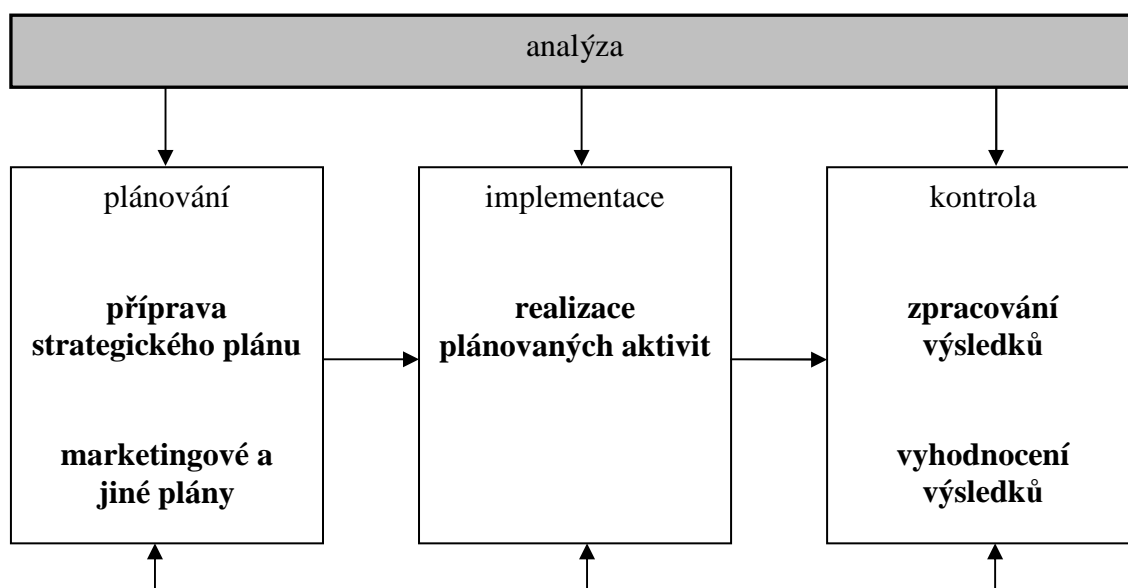 analýza
plánování
příprava
strategického plánu
marketingové a
jiné plány
implementace
realizace
plánovaných aktivit
kontrola
zpracování
výsledků
vyhodnocení
výsledků